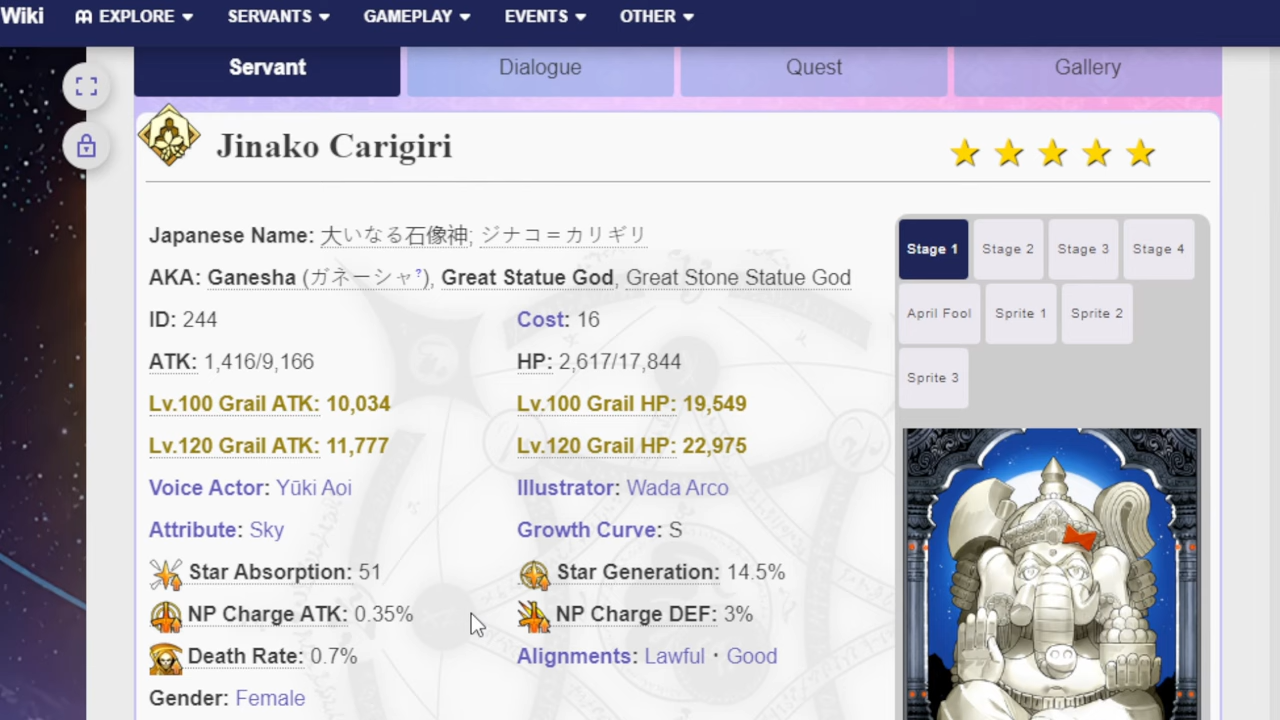 Wiki EXPLORE SERVANTS GAMEPLAY EVENTS OTHER
Servant Dialogue Quest Gallery
Jinako Carigiri
Japanese Name: 大いなる石像神; ジナコ＝カリギリ
AKA: Ganesha (ガネーシャ?), Great Statue God, Great Stone Statue God
ID: 244 Cost: 16
ATK: 1,416/9,166 HP: 2,617/17,844
Lv.100 Grail ATK: 10,034 Lv.100 Grail HP: 19,549
Lv.120 Grail ATK: 11,777 Lv.120 Grail HP: 22,975
Voice Actor: Yūki Aoi Illustrator: Wada Arco
Attribute: Sky Growth Curve: S
Star Absorption: 51 Star Generation: 14.5%
NP Charge ATK: 0.35% NP Charge DEF: 3%
Death Rate: 0.7% Alignments: Lawful・Good
Gender: Female
Stage 1 Stage 2 Stage 3 Stage 4
April Fool Sprite 1 Sprite 2
Sprite 3